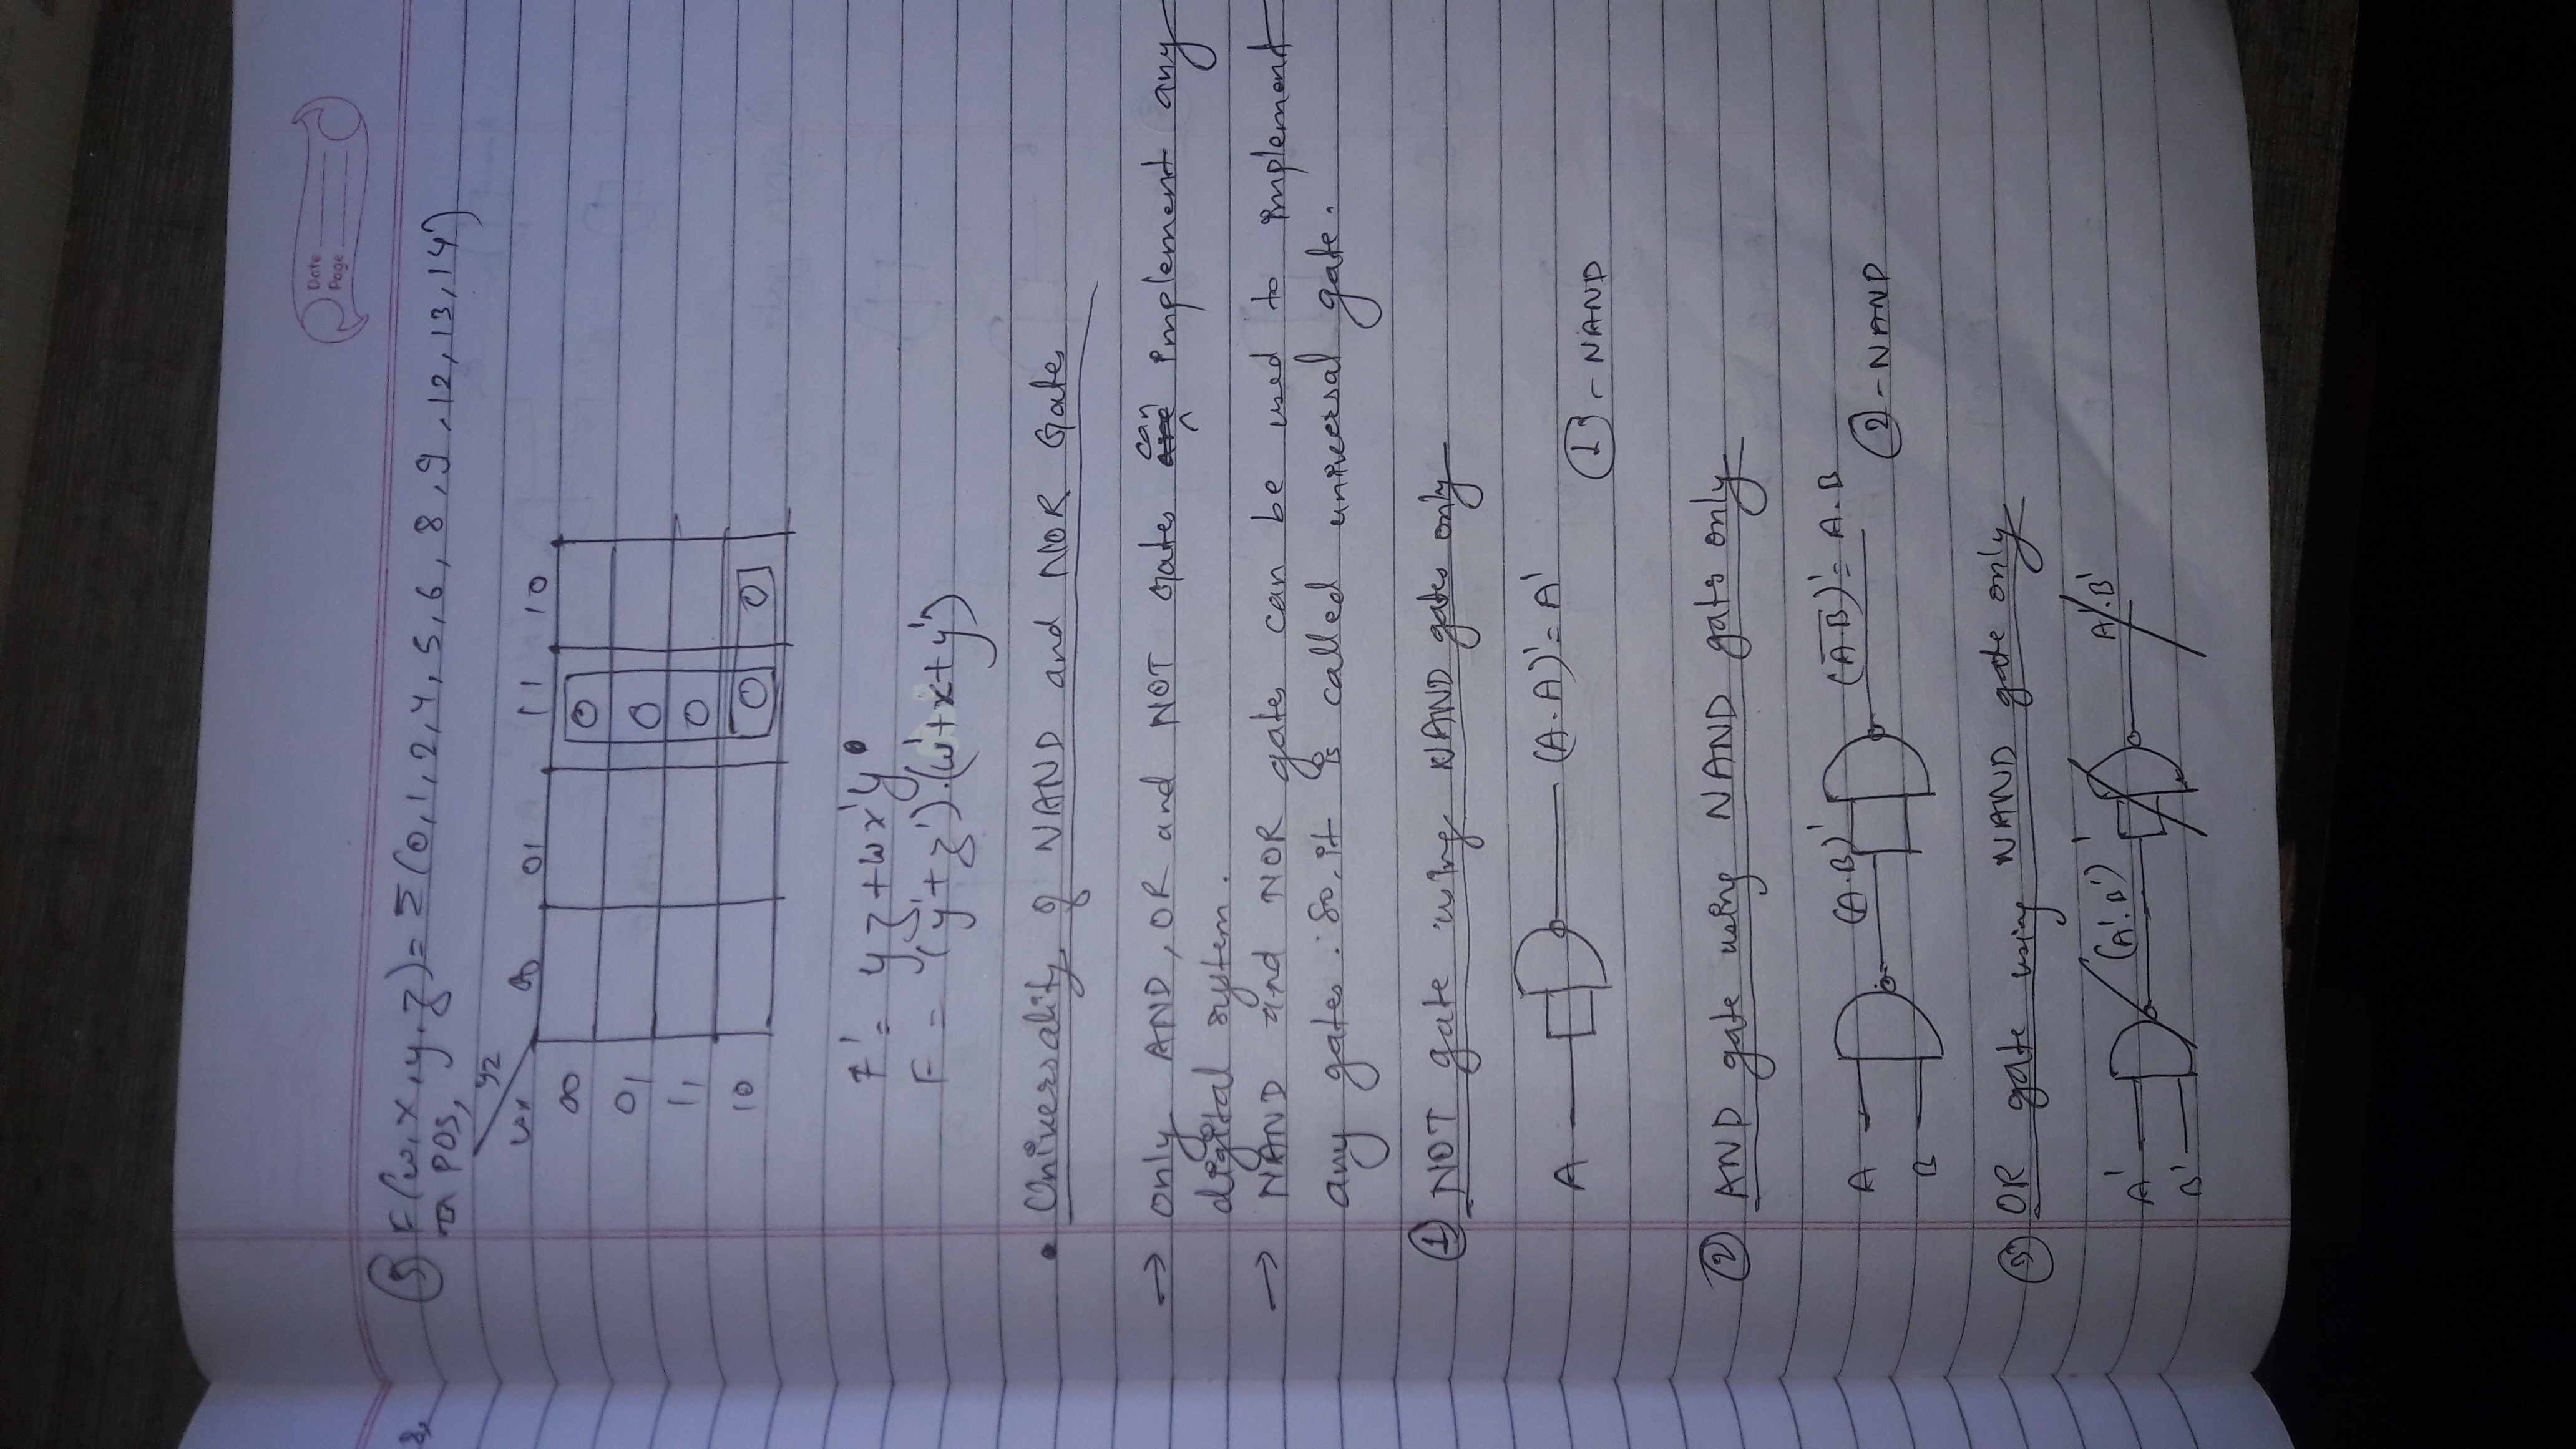 Date
Page
2,
⑤ F(w,x,y,z)= Σ(0,1,2,4,5,6,8,9,12,13,14)
In POS,
yz
wx 00 01 11 10
00 0
01 0
11 0
10 0 0
F' = yz+wx'y
F = (y'+z').(w'+x+y')
• Universality of NAND and NOR Gates
→ only AND, OR and NOT Gates can implement any
digital system.
→ NAND and NOR gates can be used to implement
any gates. So, it is called universal gate.
① NOT gate using NAND gates only
A (A.A)'= A'
① - NAND
② AND gate using NAND gate only
A (A.B)' (A.B)'= A.B
B ② - NAND
③ OR gate using NAND gate only
A' (A'.B')' A'.B'
B'